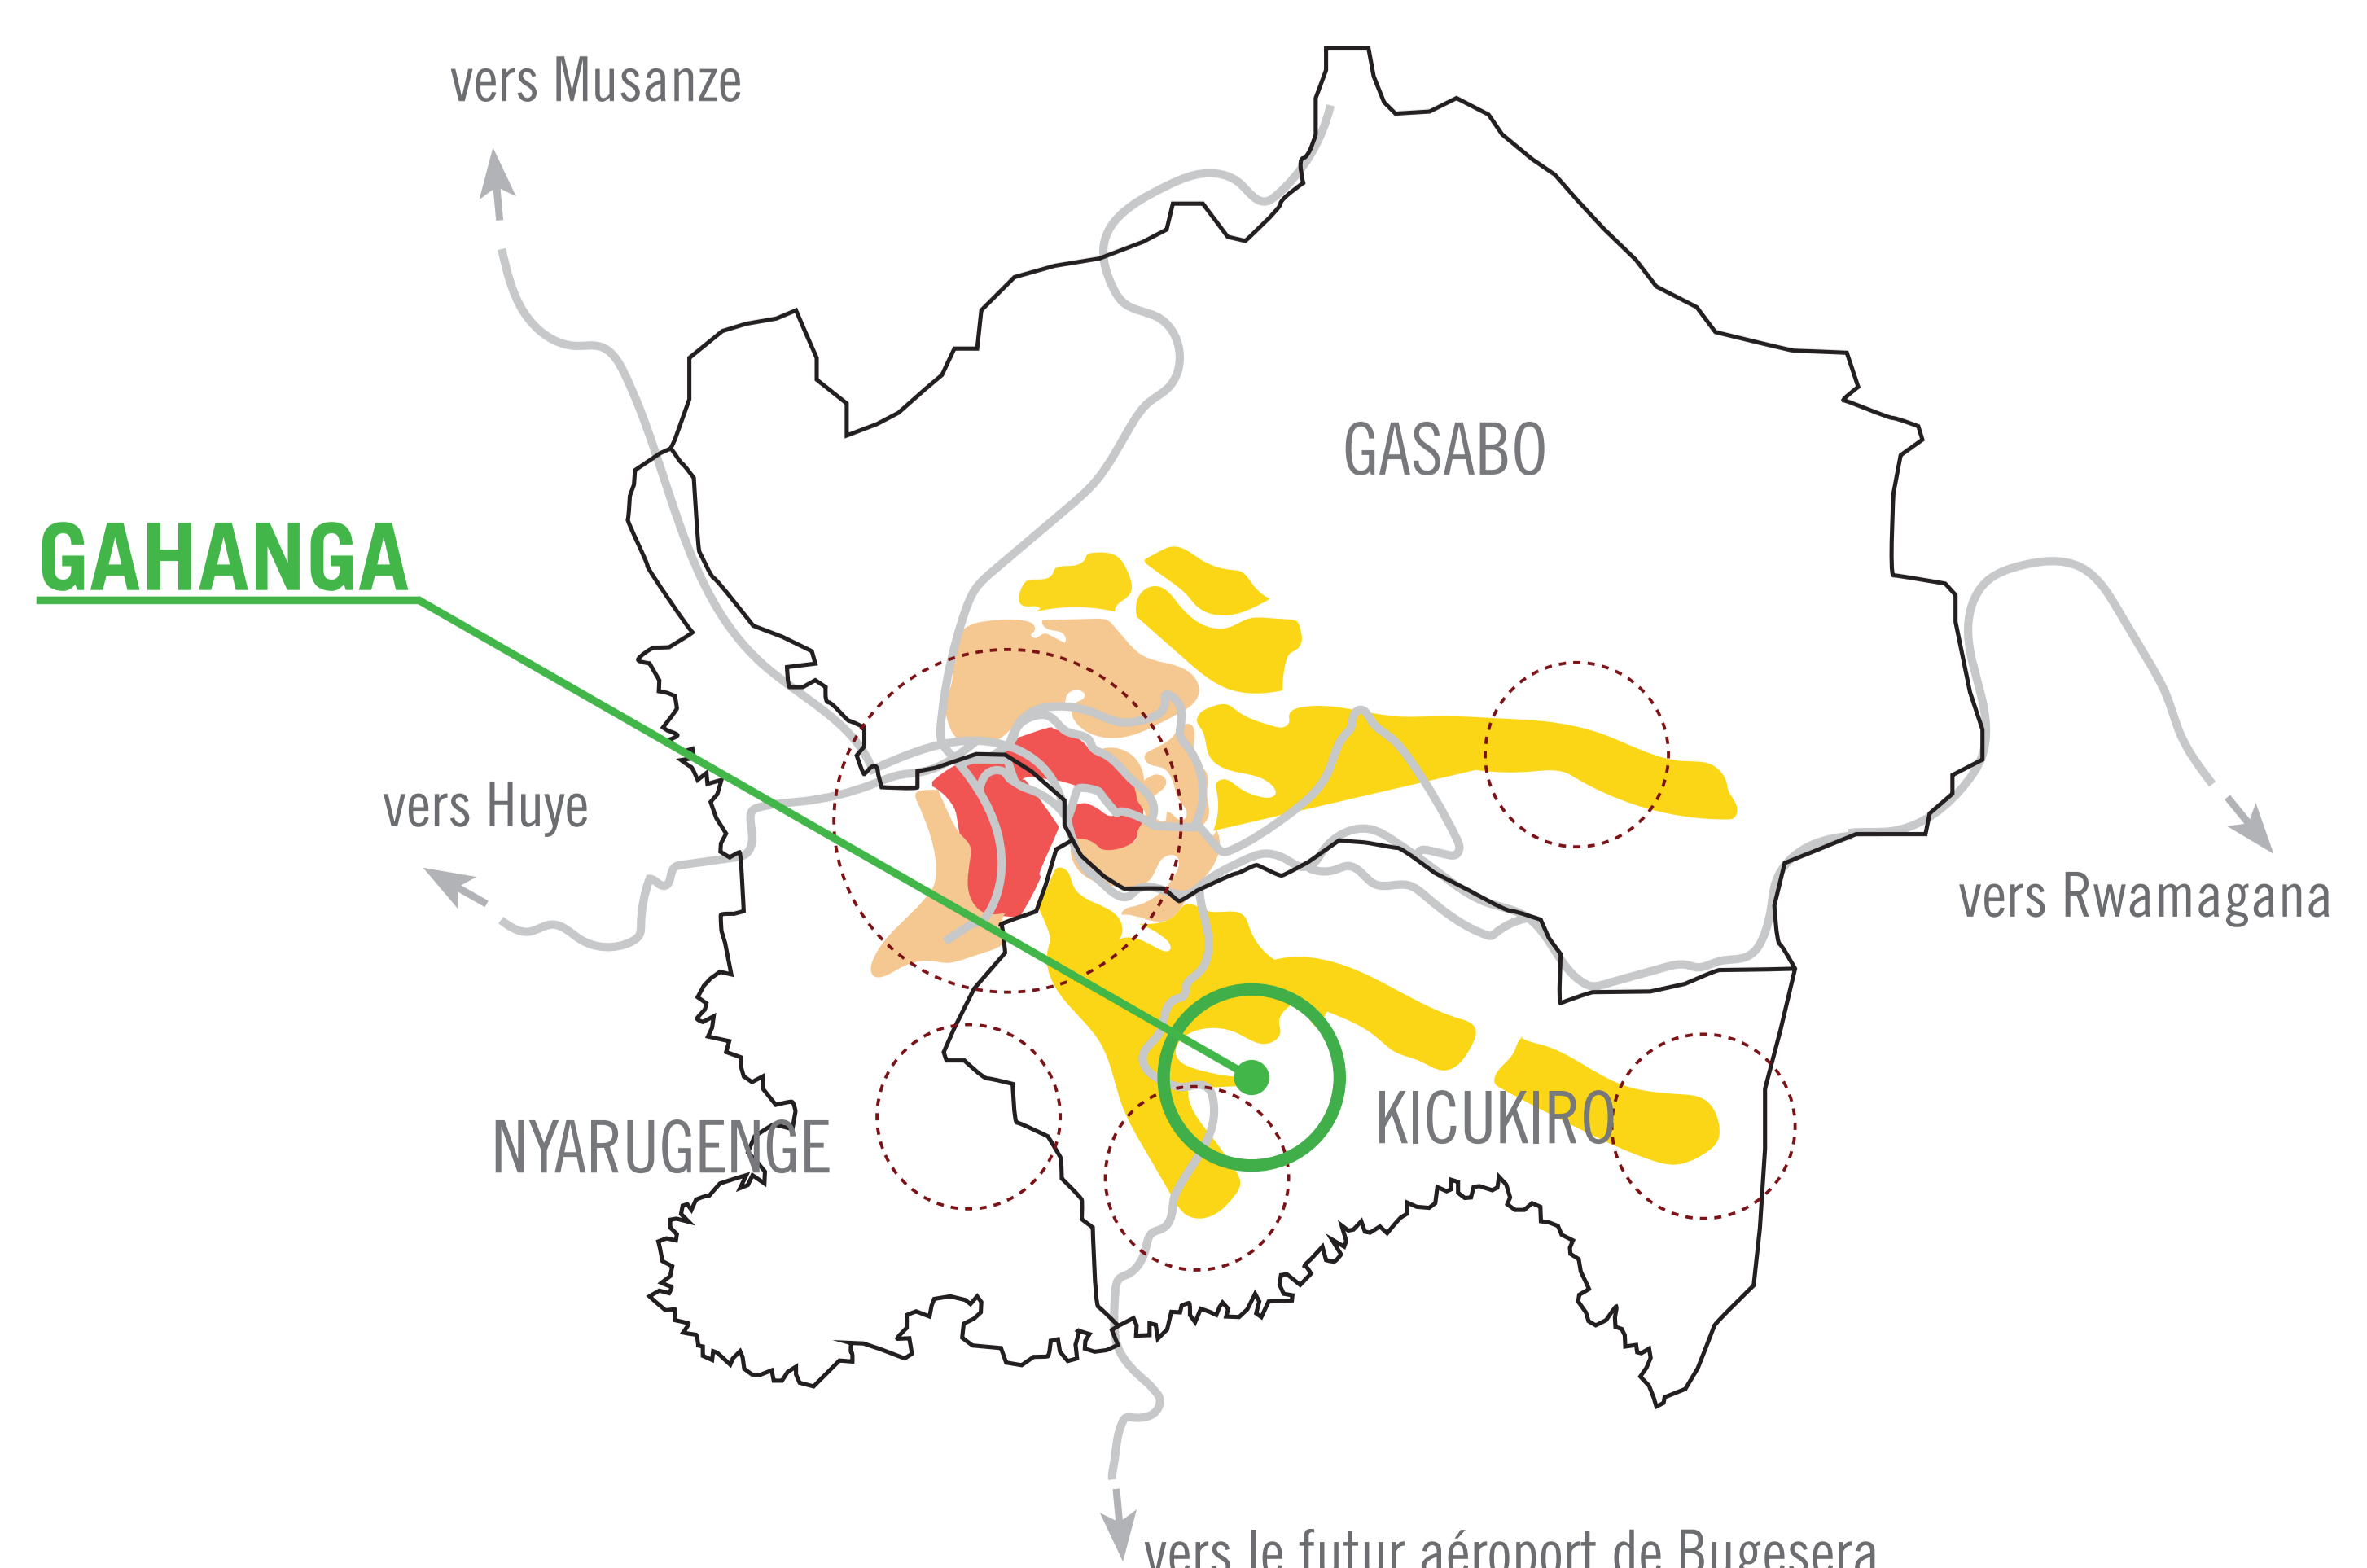 vers Musanze
GASABO
GAHANGA
vers Huye
vers Rwamagana
NYARUGENGE
KICUKIRO
vers le futur aéroport de Bugesera